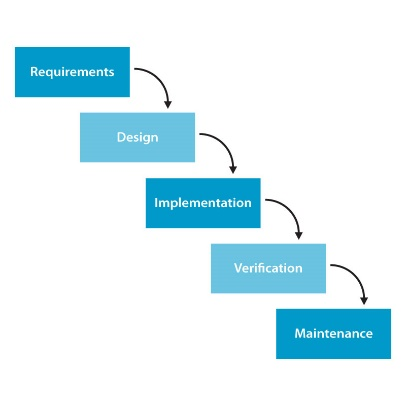 Requirements
Design
Implementation
Verification
Maintenance